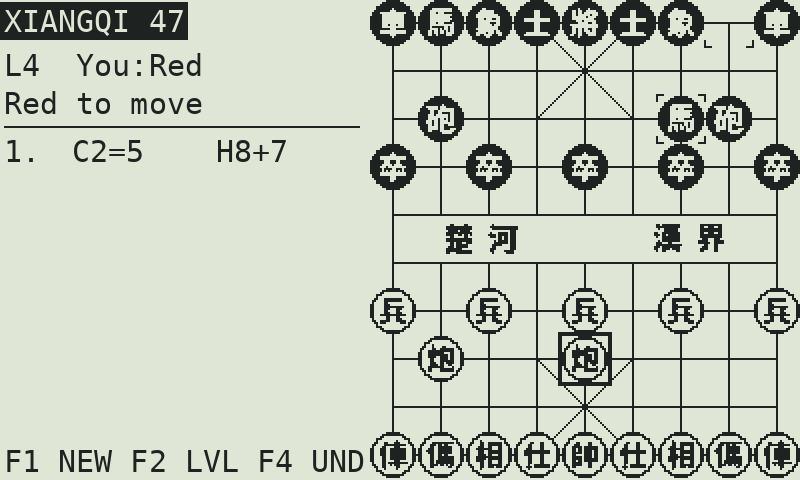 XIANGQI 47
L4 You:Red
Red to move
1. C2=5 H8+7
F1 NEW F2 LVL F4 UND
車馬象士將士象車
砲馬砲
卒卒卒卒卒
楚河 漢界
兵兵兵兵兵
炮炮
俥傌相仕帥仕相傌俥